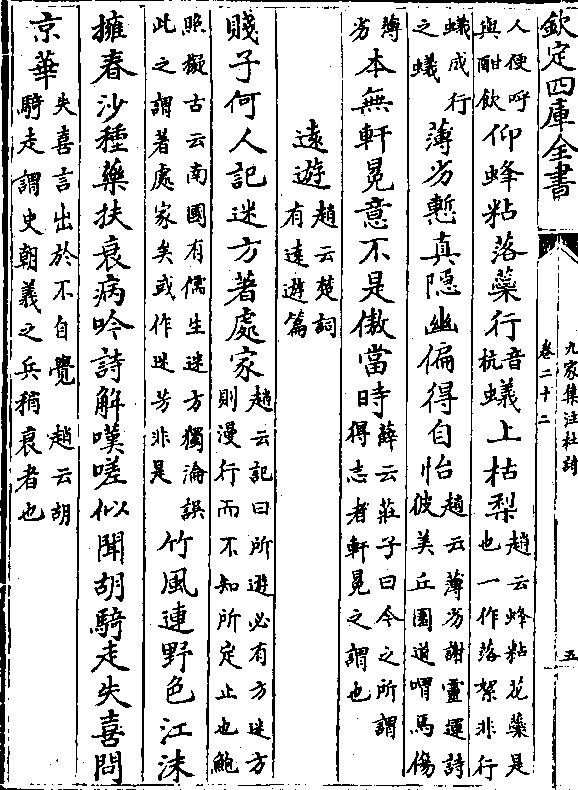 欽定四庫全書
九家集注杜詩
卷二十二
五
人便呼
與酣飲
仰蜂粘落蘂行
音
杭
蟻上枯梨
趙云蜂粘花蘂是
也一作落絮非行
蟻成行
之蟻
薄劣慙真隠幽偏得自怡
趙云薄劣謝靈運詩
彼美丘園道喟焉傷
薄
劣
本無軒冕意不是傲當時
薛云莊子曰今之所謂
得志者軒冕之謂也
遠遊
趙云楚詞
有遠遊篇
賤子何人記迷方著處家
趙云記曰所遊必有方迷方
則漫行而不知所定止也鮑
照擬古云南國有儒生迷方獨淪誤
此之謂著處家矣或作迷芳非是
竹風連野色江沫
擁春沙種藥扶衰病吟詩解嘆嗟似聞胡騎走失喜問
京華
失喜言出於不自覺 趙云胡
騎走謂史朝義之兵稍衰者也